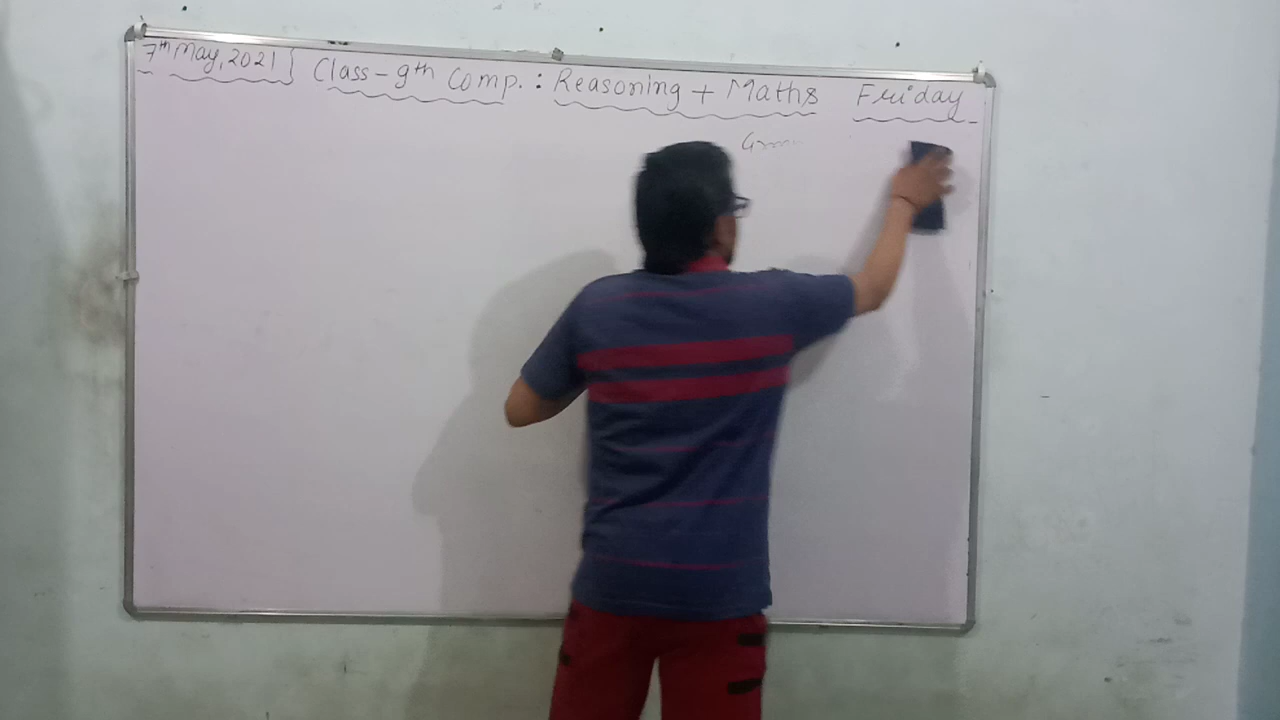 7th May, 2021} Class-9th Comp. : Reasoning + Maths Friday